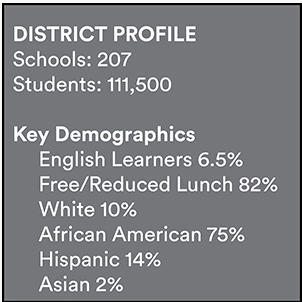 DISTRICT PROFILE
Schools: 207
Students: 111,500
Key Demographics
English Learners 6.5%
Free/Reduced Lunch 82%
White 10%
African American 75%
Hispanic 14%
Asian 2%